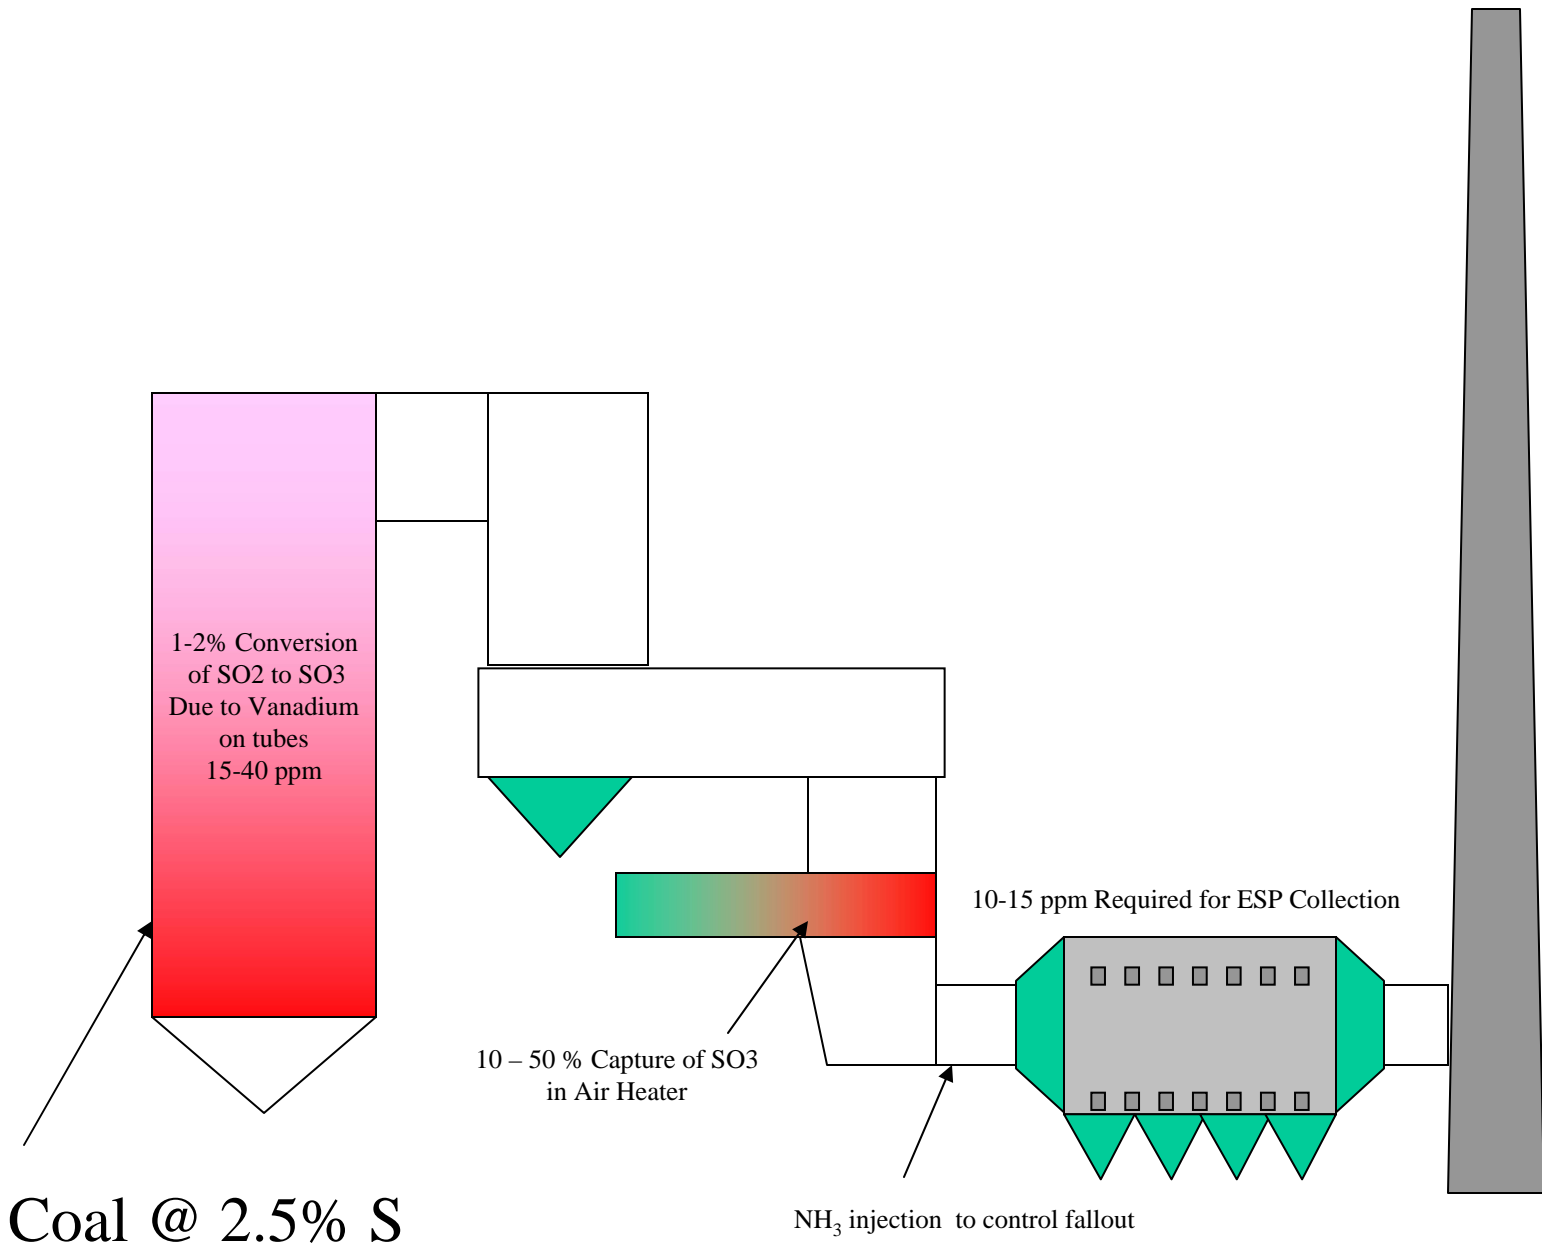 1-2% Conversion
of SO2 to SO3
Due to Vanadium
on tubes
15-40 ppm
10-15 ppm Required for ESP Collection
10 – 50 % Capture of SO3
in Air Heater
Coal @ 2.5% S
NH3 injection  to control fallout